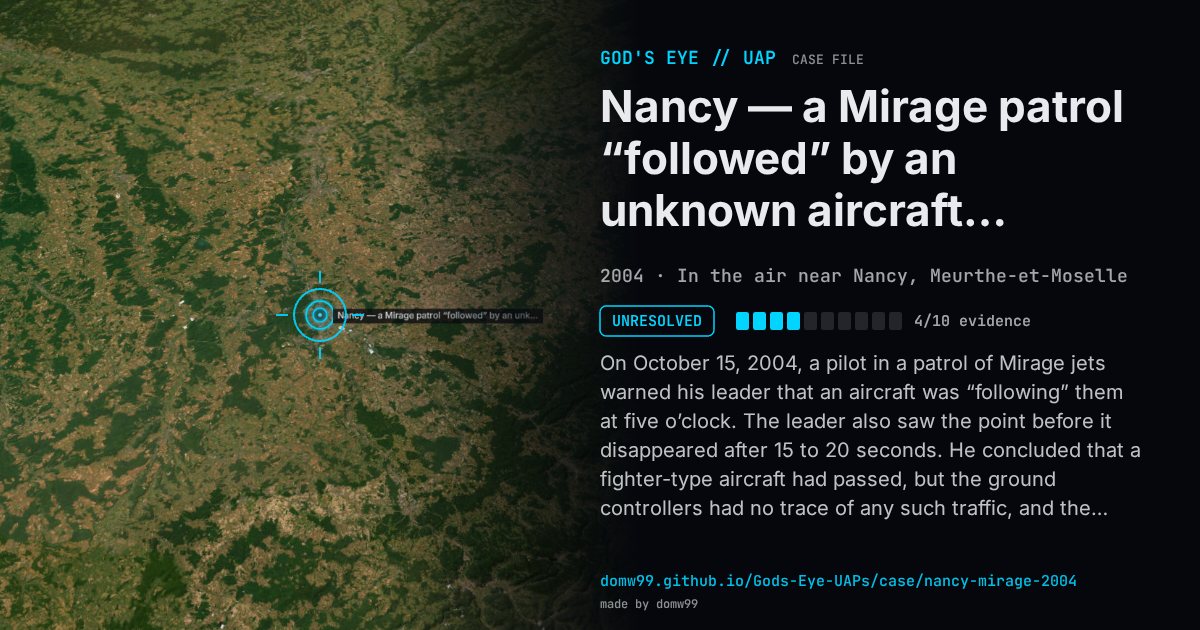 GOD'S EYE // UAP CASE FILE
Nancy — a Mirage patrol
“followed” by an
unknown aircraft…
2004 · In the air near Nancy, Meurthe-et-Moselle
UNRESOLVED 4/10 evidence
Nancy — a Mirage patrol “followed” by an unk…
On October 15, 2004, a pilot in a patrol of Mirage jets
warned his leader that an aircraft was “following” them
at five o’clock. The leader also saw the point before it
disappeared after 15 to 20 seconds. He concluded that a
fighter-type aircraft had passed, but the ground
controllers had no trace of any such traffic, and the…
domw99.github.io/Gods-Eye-UAPs/case/nancy-mirage-2004
made by domw99